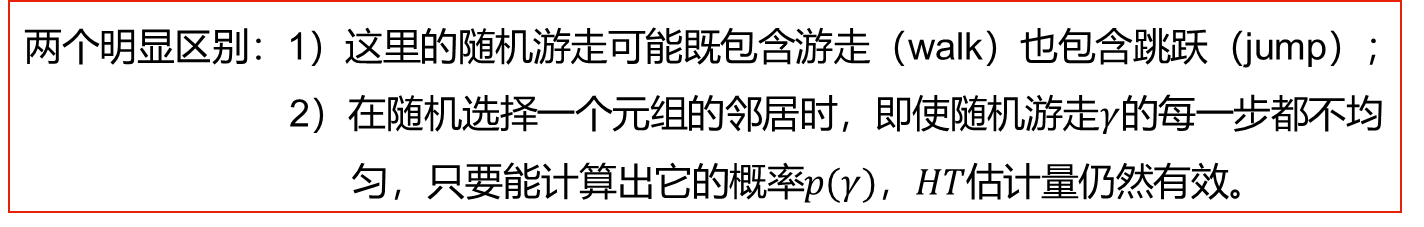 两个明显区别：1）这里的随机游走可能既包含游走（walk）也包含跳跃（jump）；
2）在随机选择一个元组的邻居时，即使随机游走𝛾的每一步都不均
匀，只要能计算出它的概率𝑝(𝛾)，𝐻𝑇估计量仍然有效。